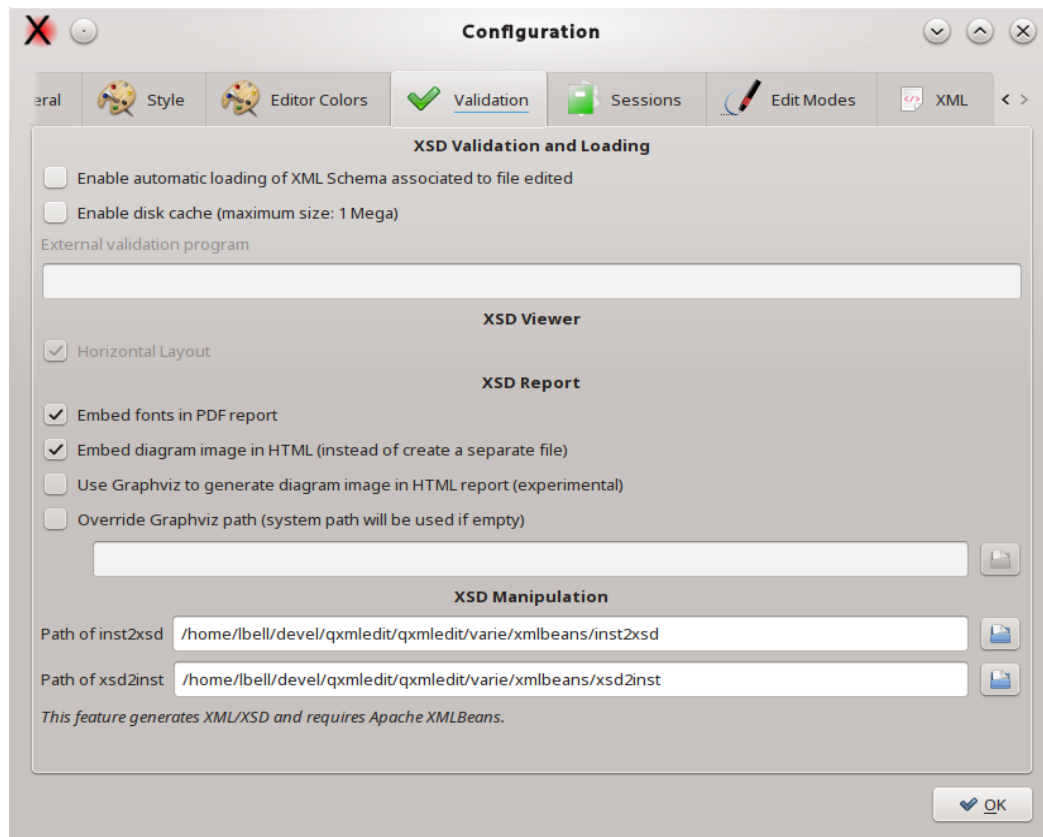 Configuration
eral Style Editor Colors Validation Sessions Edit Modes XML
XSD Validation and Loading
Enable automatic loading of XML Schema associated to file edited
Enable disk cache (maximum size: 1 Mega)
External validation program
XSD Viewer
Horizontal Layout
XSD Report
Embed fonts in PDF report
Embed diagram image in HTML (instead of create a separate file)
Use Graphviz to generate diagram image in HTML report (experimental)
Override Graphviz path (system path will be used if empty)
XSD Manipulation
Path of inst2xsd /home/lbell/devel/qxmledit/qxmledit/varie/xmlbeans/inst2xsd
Path of xsd2inst /home/lbell/devel/qxmledit/qxmledit/varie/xmlbeans/xsd2inst
This feature generates XML/XSD and requires Apache XMLBeans.
OK